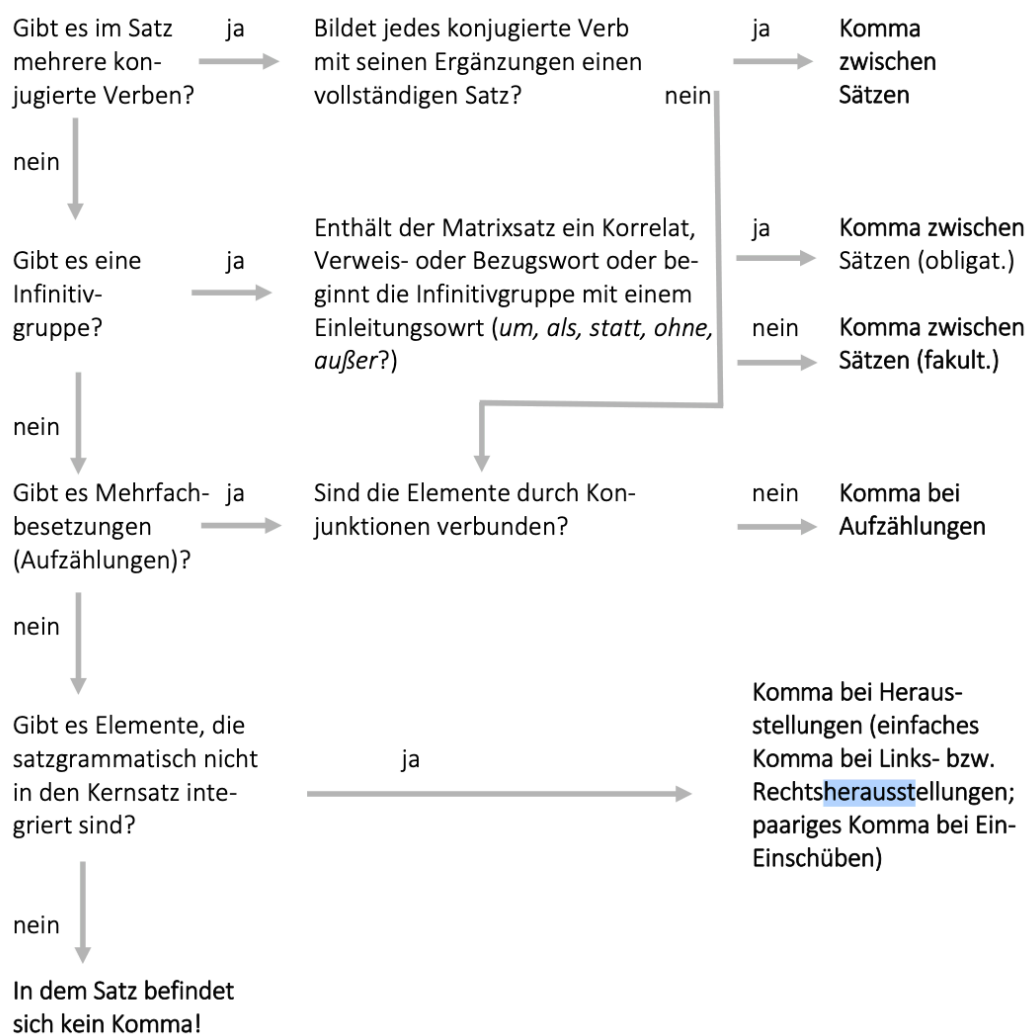 Gibt es im Satz
mehrere kon-
jugierte Verben?
ja
Bildet jedes konjugierte Verb
mit seinen Ergänzungen einen
vollständigen Satz?
nein
ja
Komma
zwischen
Sätzen
nein
Gibt es eine
Infinitiv-
gruppe?
ja
Enthält der Matrixsatz ein Korrelat,
Verweis- oder Bezugswort oder be-
ginnt die Infinitivgruppe mit einem
Einleitungsowrt (um, als, statt, ohne,
außer?)
ja
Komma zwischen
Sätzen (obligat.)
nein
Komma zwischen
Sätzen (fakult.)
nein
Gibt es Mehrfach-
besetzungen
(Aufzählungen)?
ja
Sind die Elemente durch Kon-
junktionen verbunden?
nein
Komma bei
Aufzählungen
nein
Gibt es Elemente, die
satzgrammatisch nicht
in den Kernsatz inte-
griert sind?
ja
Komma bei Heraus-
stellungen (einfaches
Komma bei Links- bzw.
Rechtsherausstellungen;
paariges Komma bei Ein-
Einschüben)
nein
In dem Satz befindet
sich kein Komma!